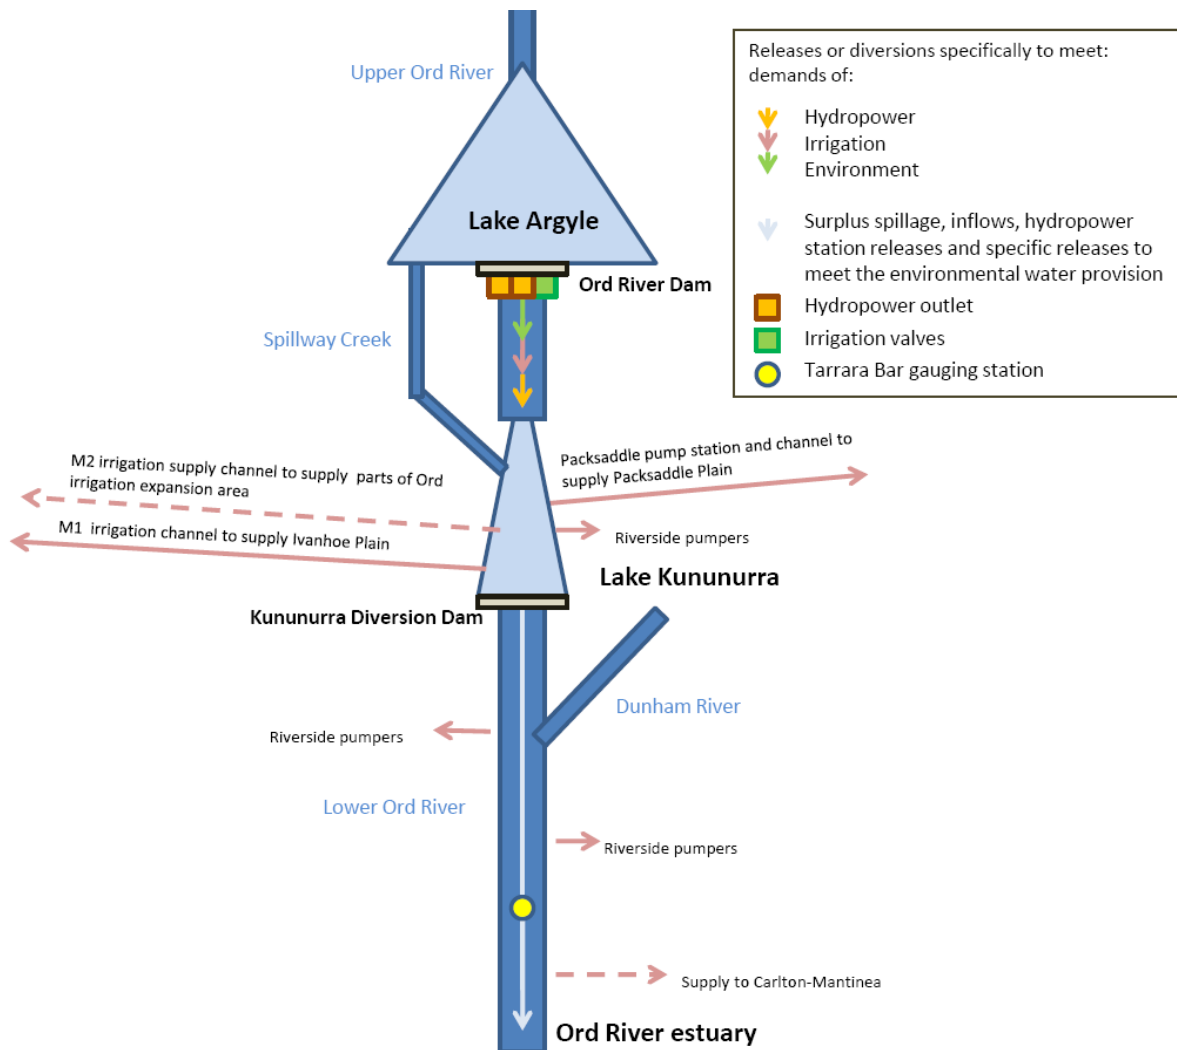 Upper Ord River
Releases or diversions specifically to meet:
demands of:
Hydropower
Irrigation
Environment
Surplus spillage, inflows, hydropower
station releases and specific releases to
meet the environmental water provision
Hydropower outlet
Irrigation valves
Tarrara Bar gauging station
Lake Argyle
Ord River Dam
Spillway Creek
M2 irrigation supply channel to supply parts of Ord
irrigation expansion area
Packsaddle pump station and channel to
supply Packsaddle Plain
M1 irrigation channel to supply Ivanhoe Plain
Riverside pumpers
Lake Kununurra
Kununurra Diversion Dam
Dunham River
Riverside pumpers
Lower Ord River
Riverside pumpers
Supply to Carlton-Mantinea
Ord River estuary